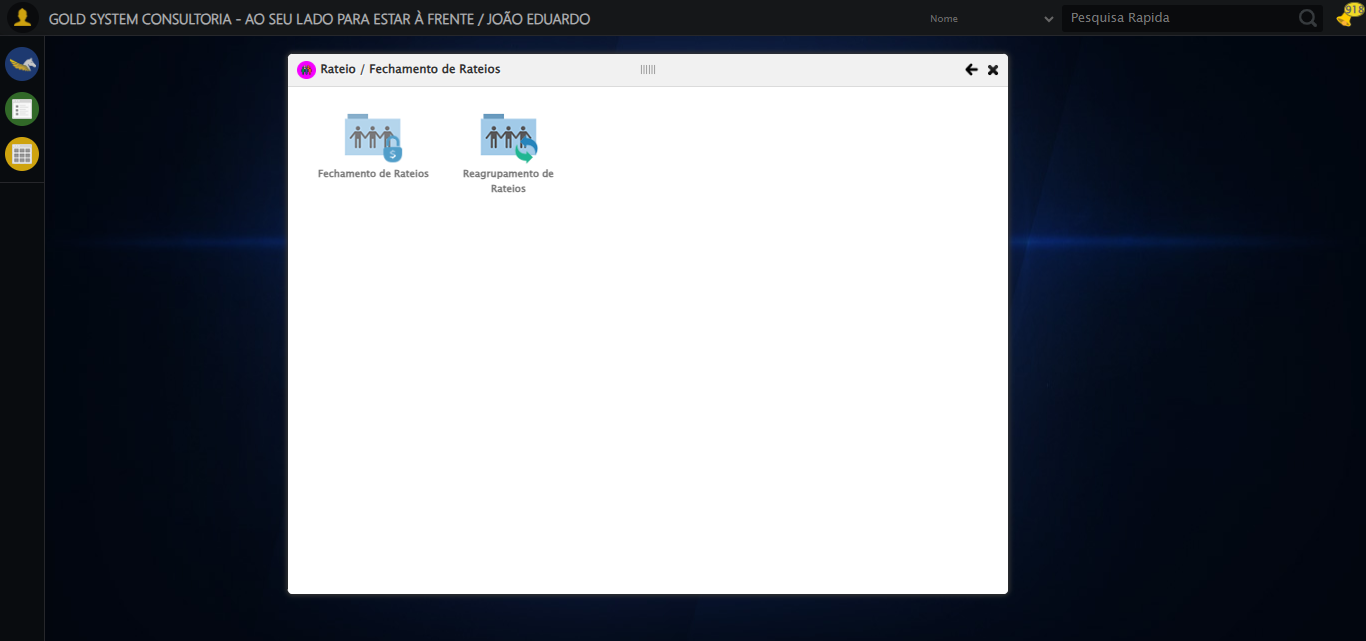 GOLD SYSTEM CONSULTORIA - AO SEU LADO PARA ESTAR À FRENTE / JOÃO EDUARDO
Nome
Pesquisa Rapida
918
Rateio / Fechamento de Rateios
Fechamento de Rateios
Reagrupamento de
Rateios